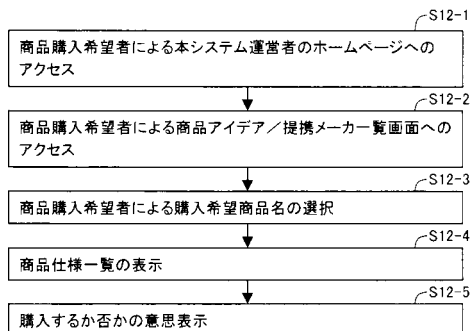 S12-1
商品購入希望者による本システム運営者のホームページへの
アクセス
S12-2
商品購入希望者による商品アイデア／提携メーカ一覧画面への
アクセス
S12-3
商品購入希望者による購入希望商品名の選択
S12-4
商品仕様一覧の表示
S12-5
購入するか否かの意思表示